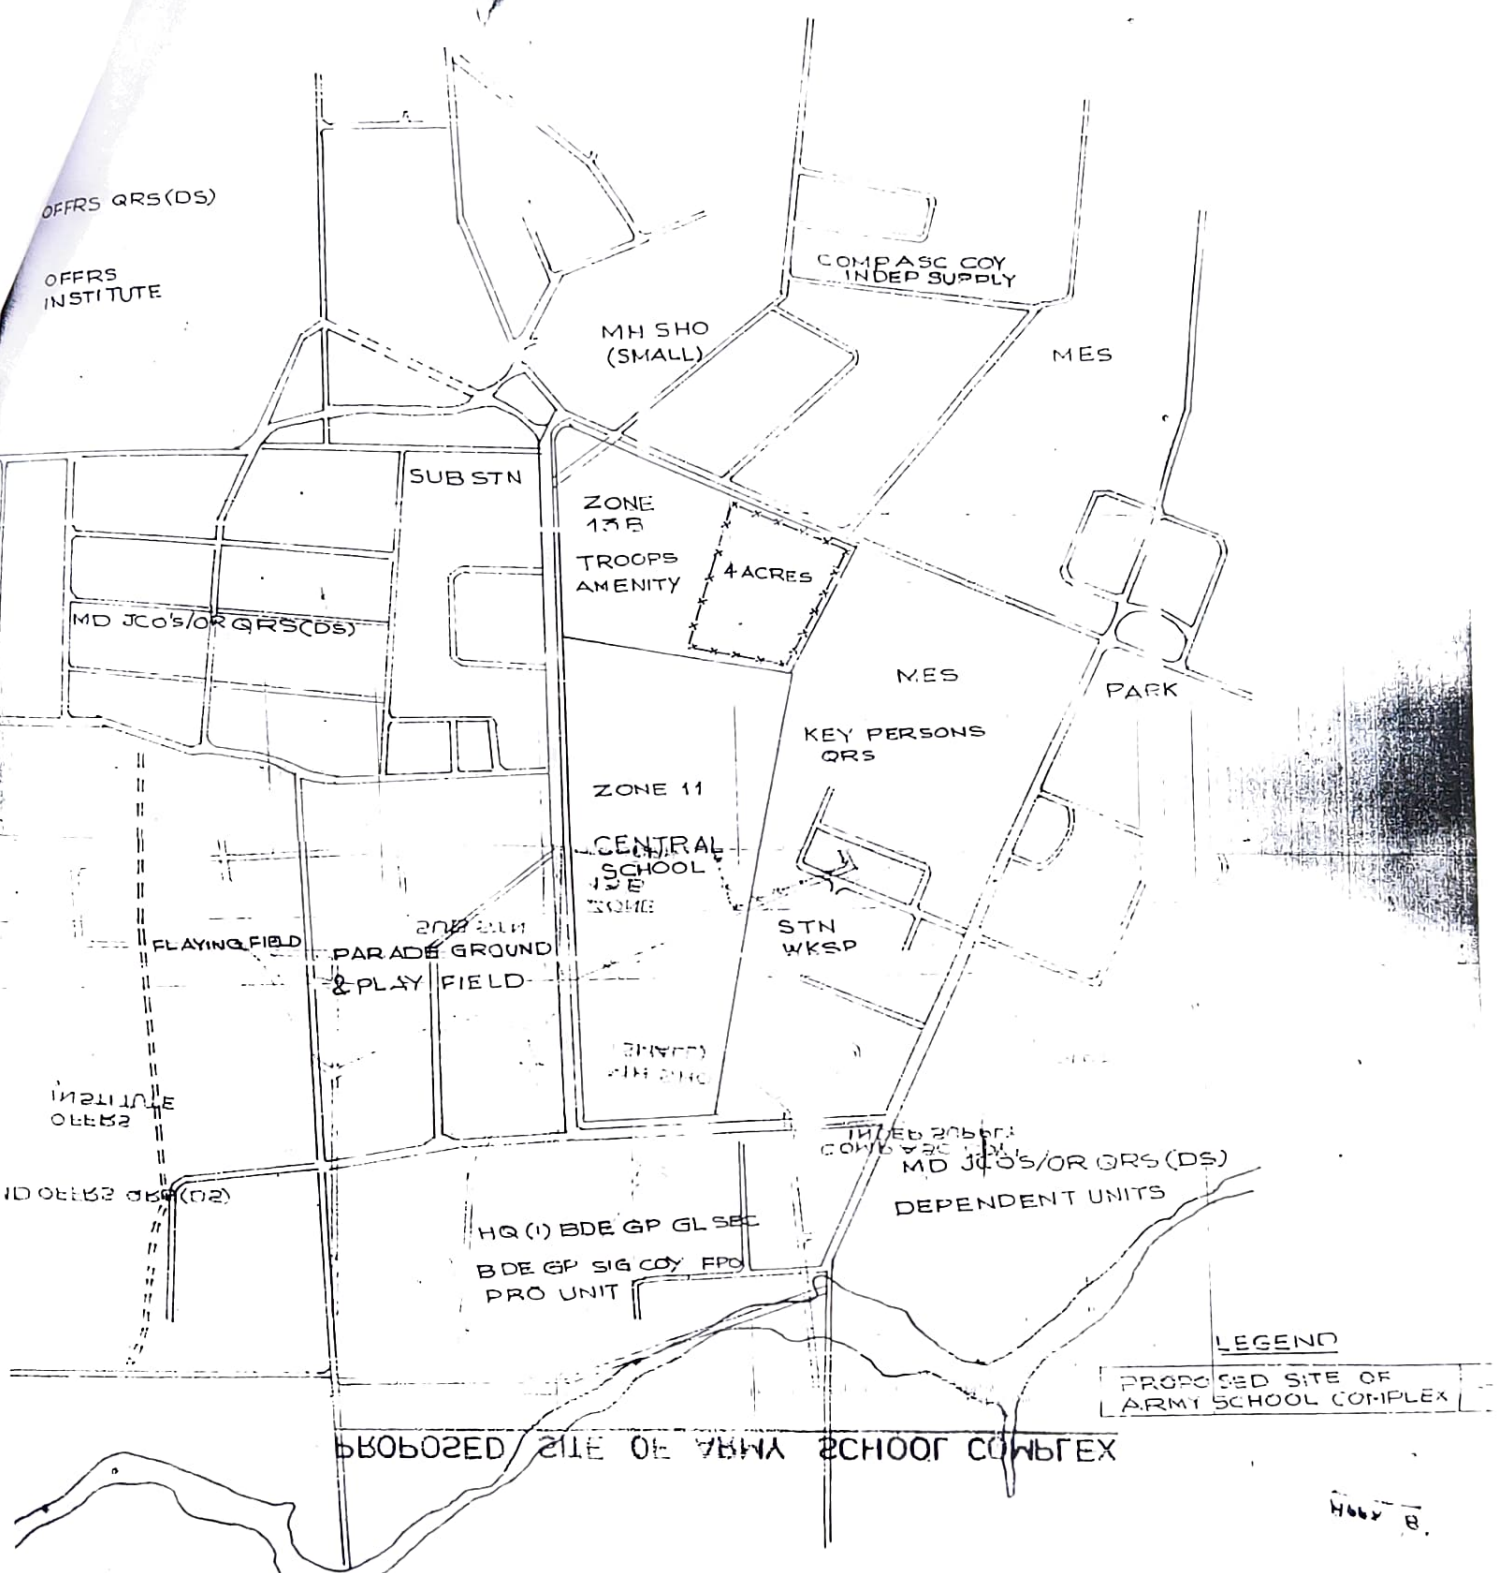 OFFRS QRS(DS)
OFFRS
INSTITUTE
COMP ASC COY
INDEP SUPPLY
MH SHO
(SMALL)
MES
SUB STN
ZONE
13B
TROOPS
AMENITY
4 ACRES
MD JCO'S/OR QRS(DS)
MES
PARK
KEY PERSONS
QRS
ZONE 11
CENTRAL
SCHOOL
STN
WKSP
PLAYING FIELD
PARADE GROUND
& PLAY FIELD
MD JCO'S/OR QRS(DS)
DEPENDENT UNITS
HQ (1) BDE GP GL SEC
BDE GP SIG COY FPO
PRO UNIT
LEGEND
PROPOSED SITE OF
ARMY SCHOOL COMPLEX
PROPOSED SITE OF ARMY SCHOOL COMPLEX